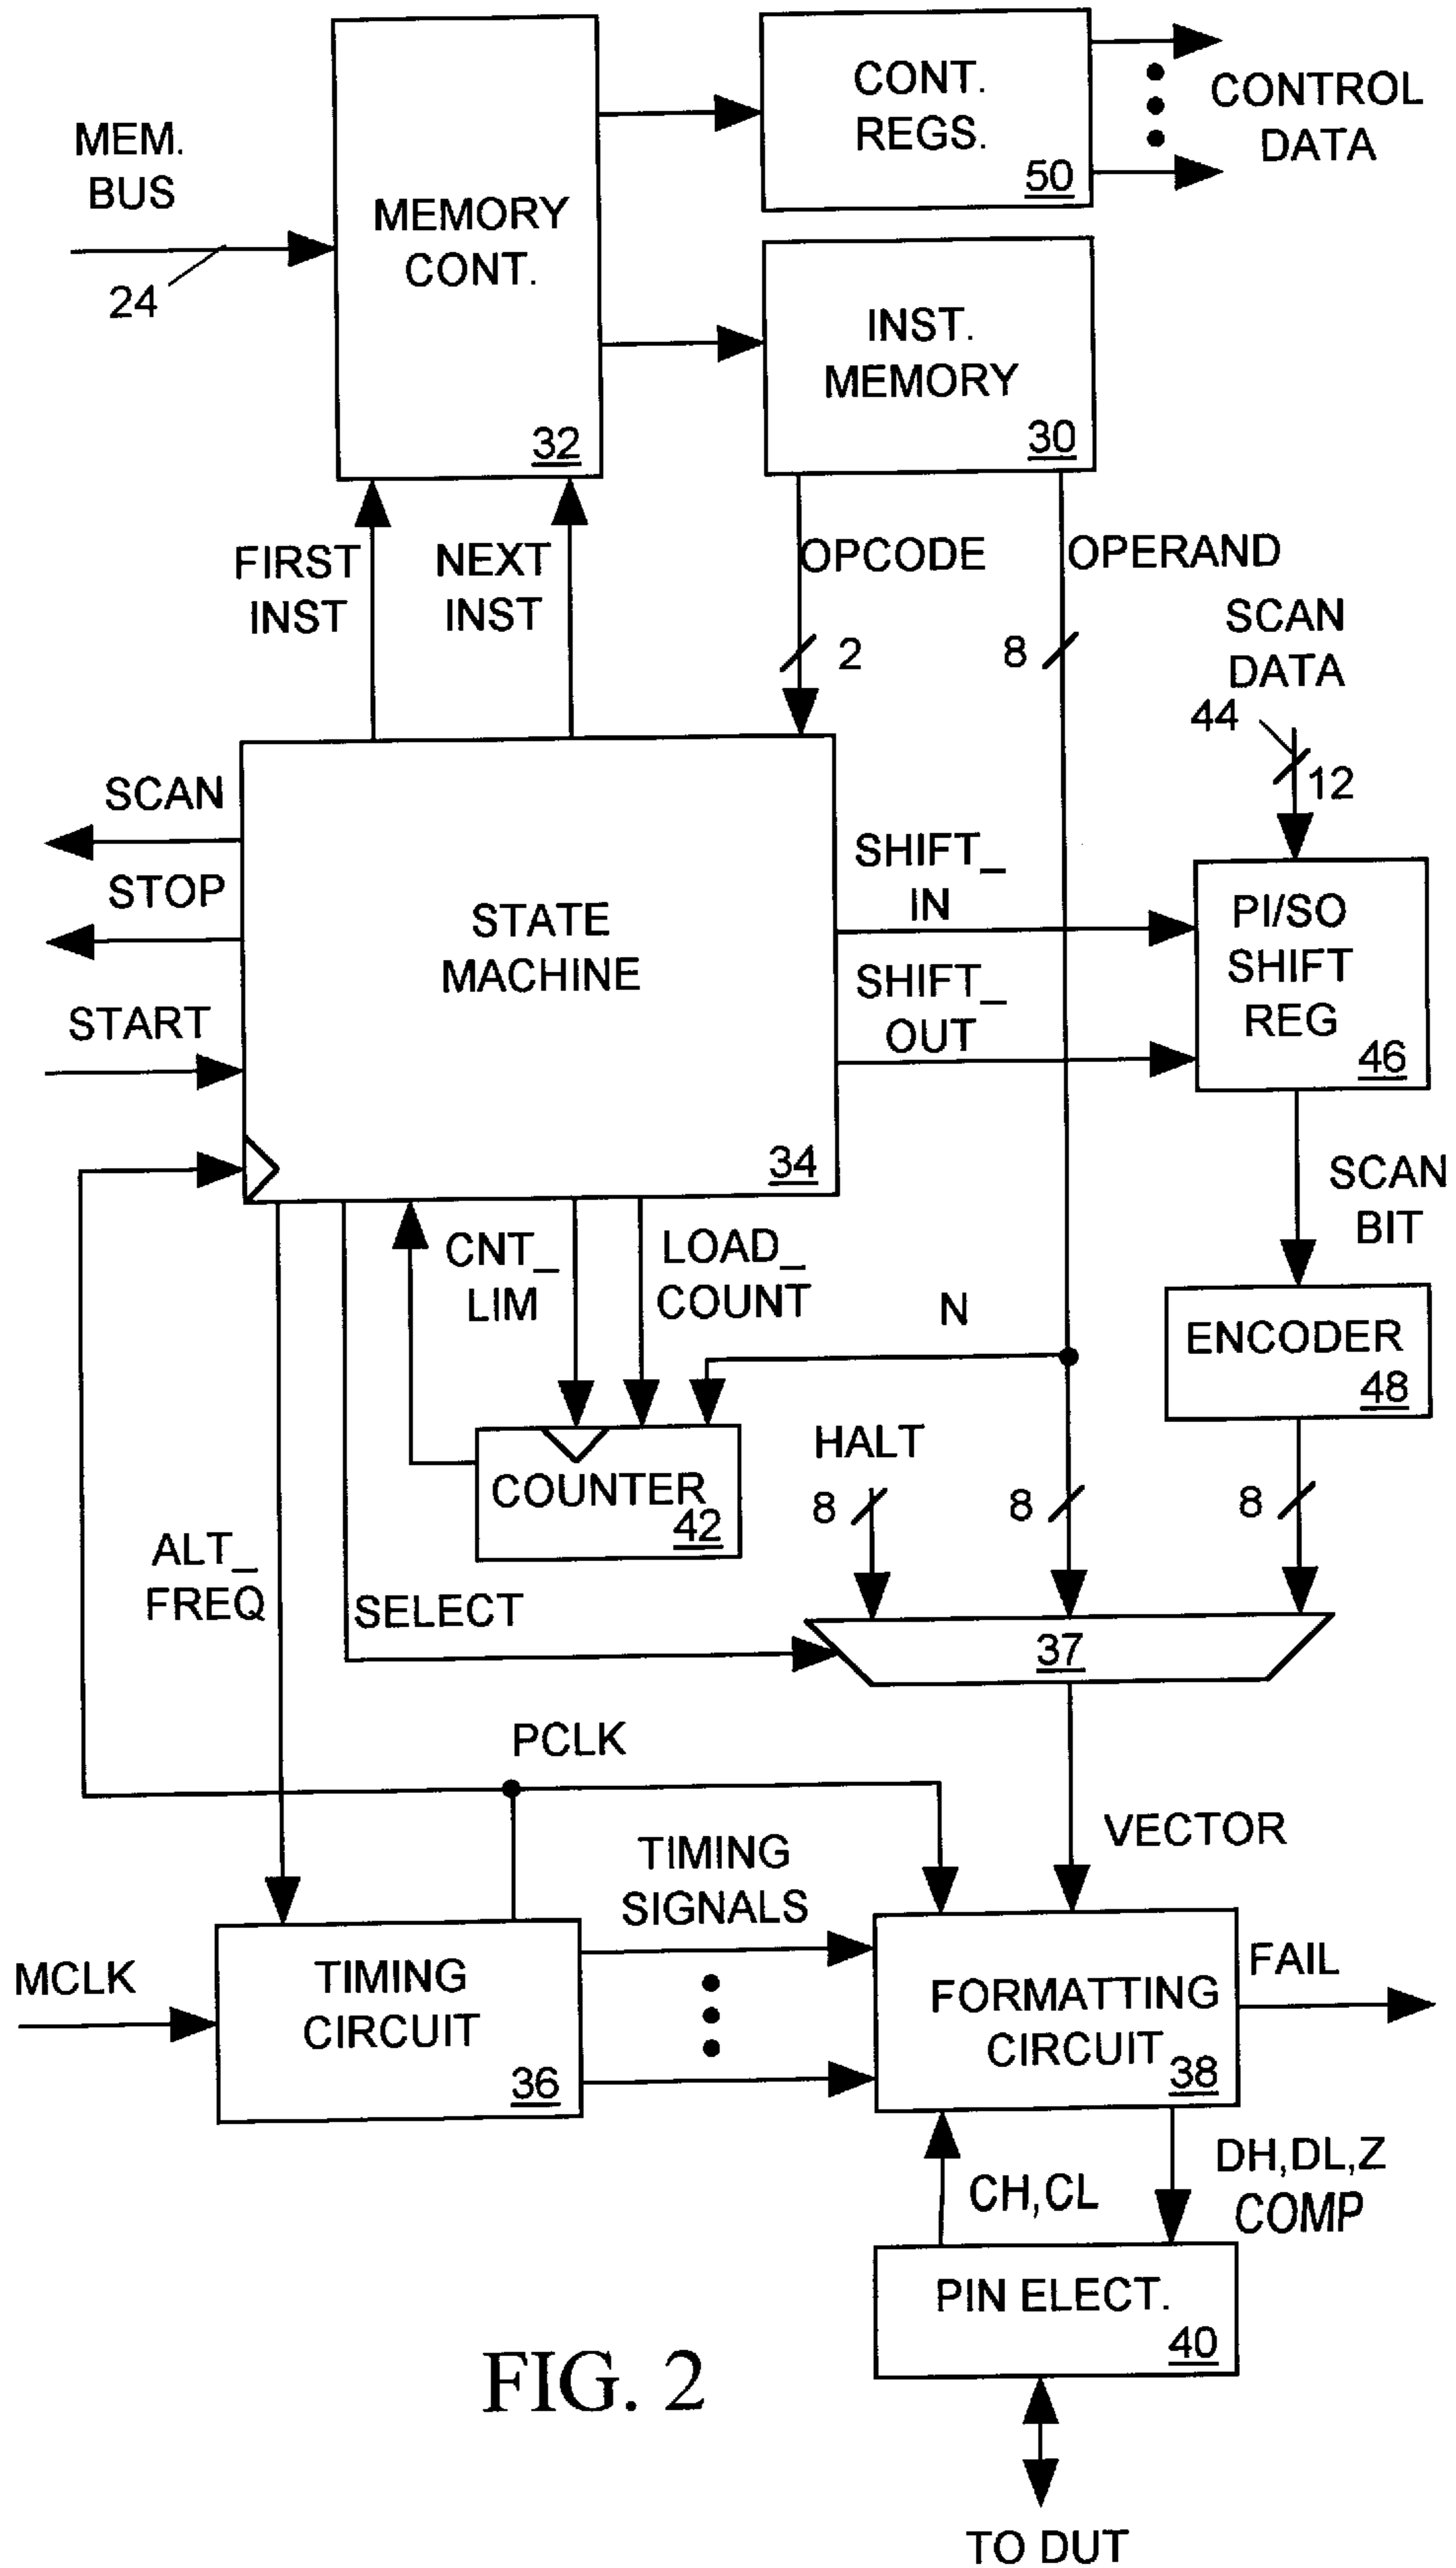 CONT.
REGS.
50
CONTROL
DATA
MEM.
BUS
24
MEMORY
CONT.
32
INST.
MEMORY
30
FIRST
INST
NEXT
INST
OPCODE
OPERAND
2
8
SCAN
DATA
44
12
SCAN
STOP
START
STATE
MACHINE
34
SHIFT_
IN
SHIFT_
OUT
PI/SO
SHIFT
REG
46
SCAN
BIT
CNT_
LIM
LOAD_
COUNT
N
ENCODER
48
HALT
8
8
8
COUNTER
42
ALT_
FREQ
SELECT
37
PCLK
VECTOR
TIMING
SIGNALS
MCLK
TIMING
CIRCUIT
36
FORMATTING
CIRCUIT
38
FAIL
CH,CL
DH,DL,Z
COMP
PIN ELECT.
40
FIG. 2
TO DUT